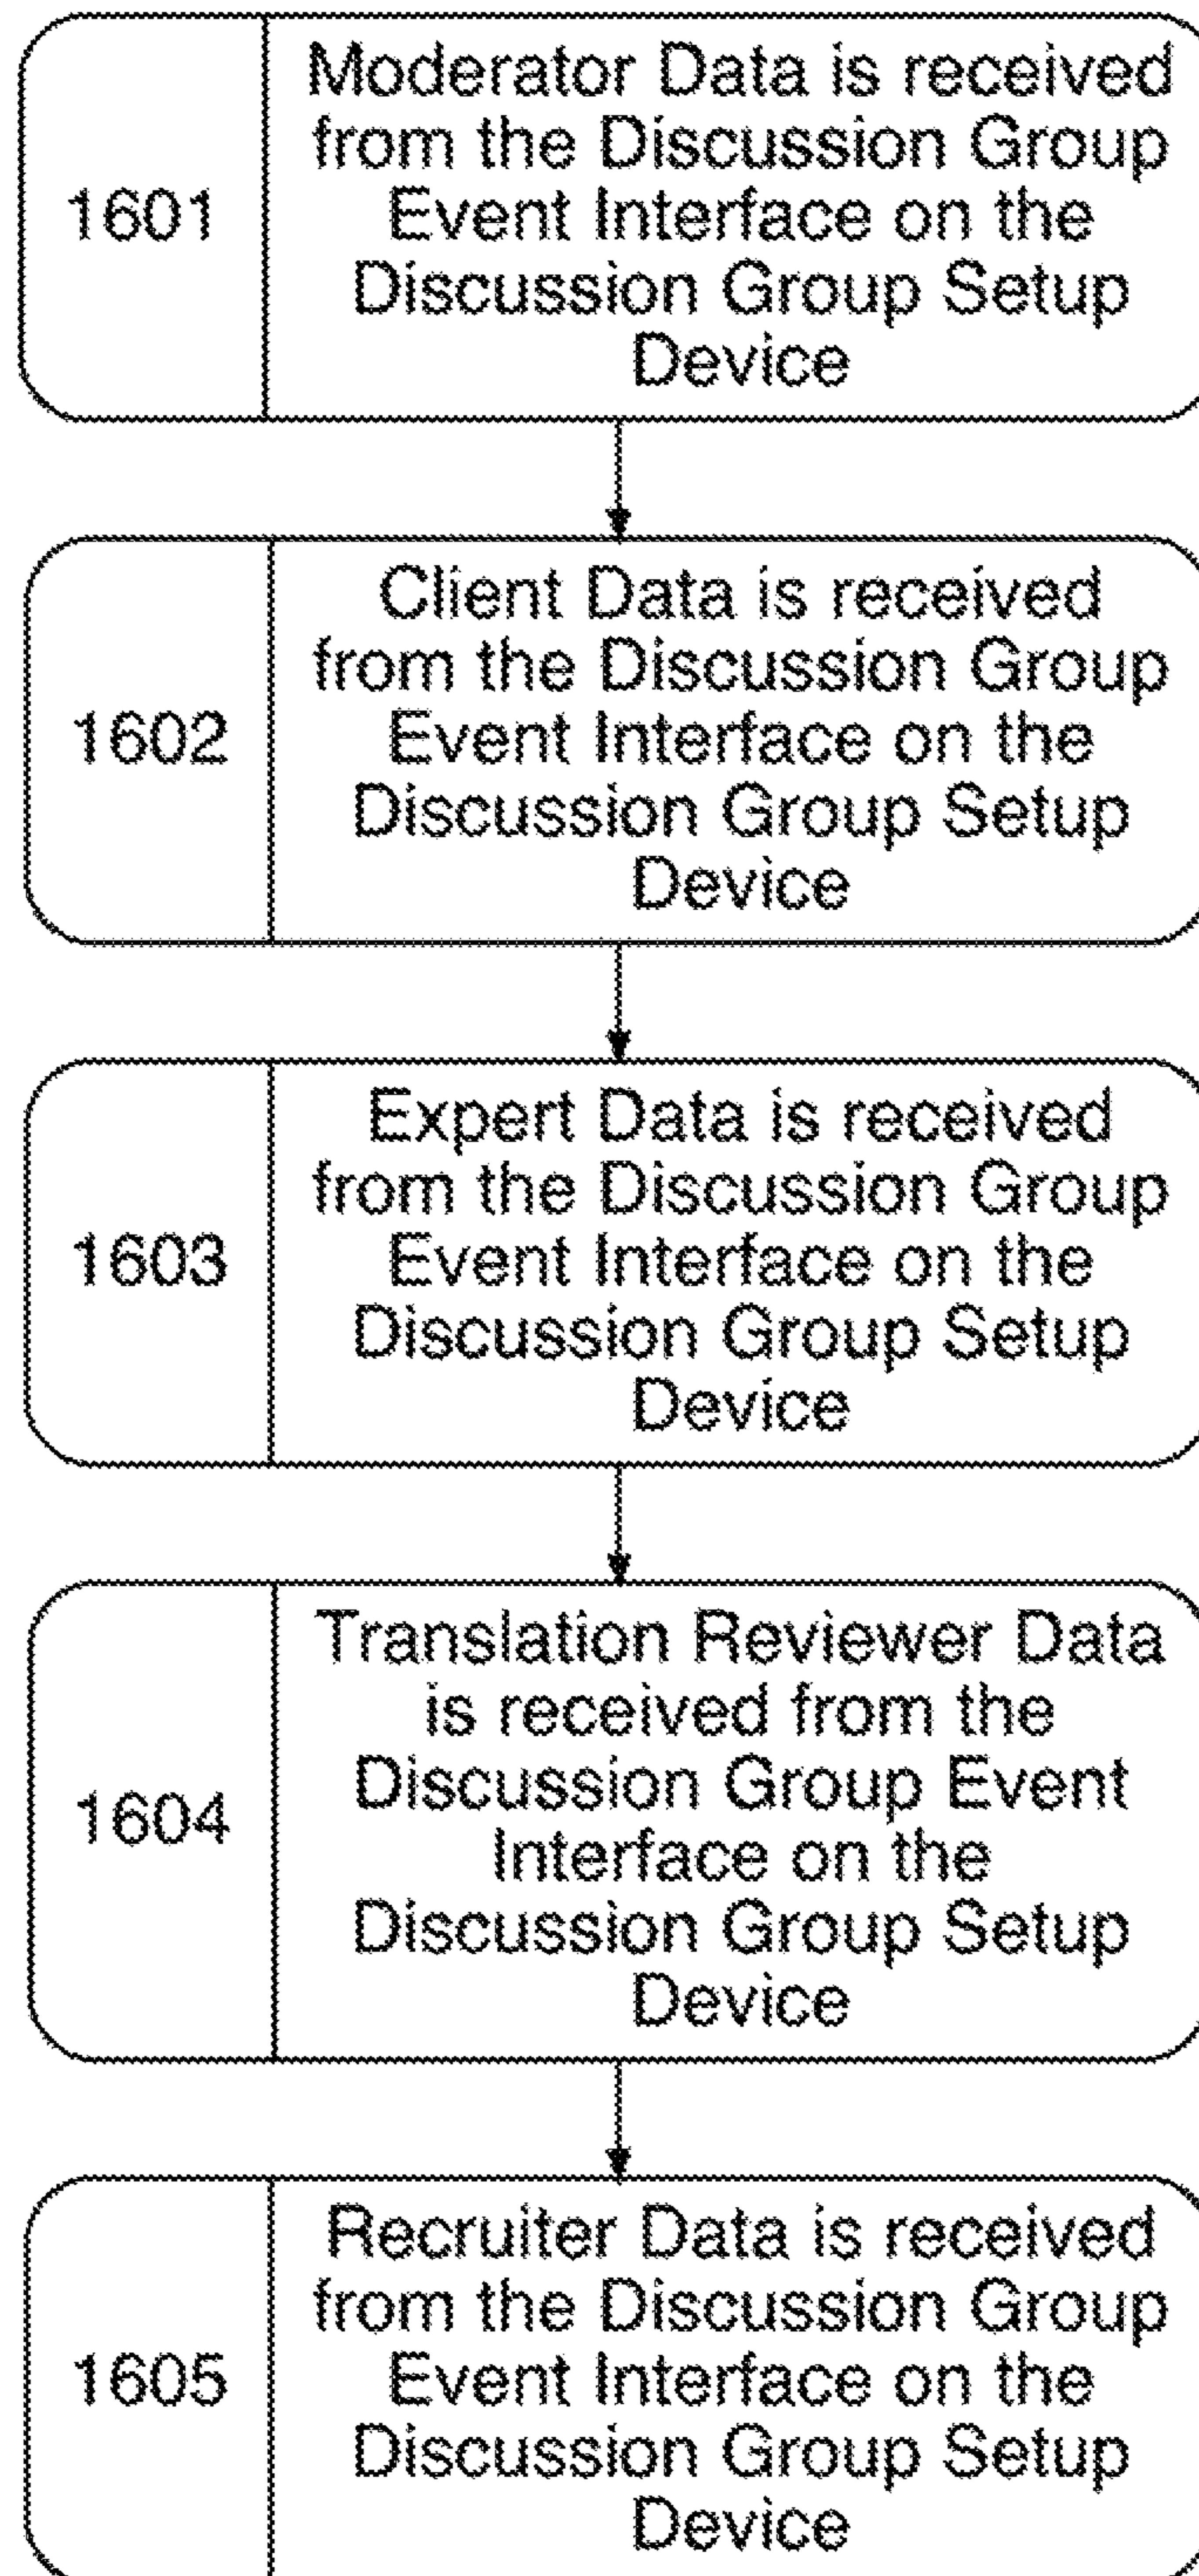 1601
Moderator Data is received
from the Discussion Group
Event Interface on the
Discussion Group Setup
Device
1602
Client Data is received
from the Discussion Group
Event Interface on the
Discussion Group Setup
Device
1603
Expert Data is received
from the Discussion Group
Event Interface on the
Discussion Group Setup
Device
1604
Translation Reviewer Data
is received from the
Discussion Group Event
Interface on the
Discussion Group Setup
Device
1605
Recruiter Data is received
from the Discussion Group
Event Interface on the
Discussion Group Setup
Device